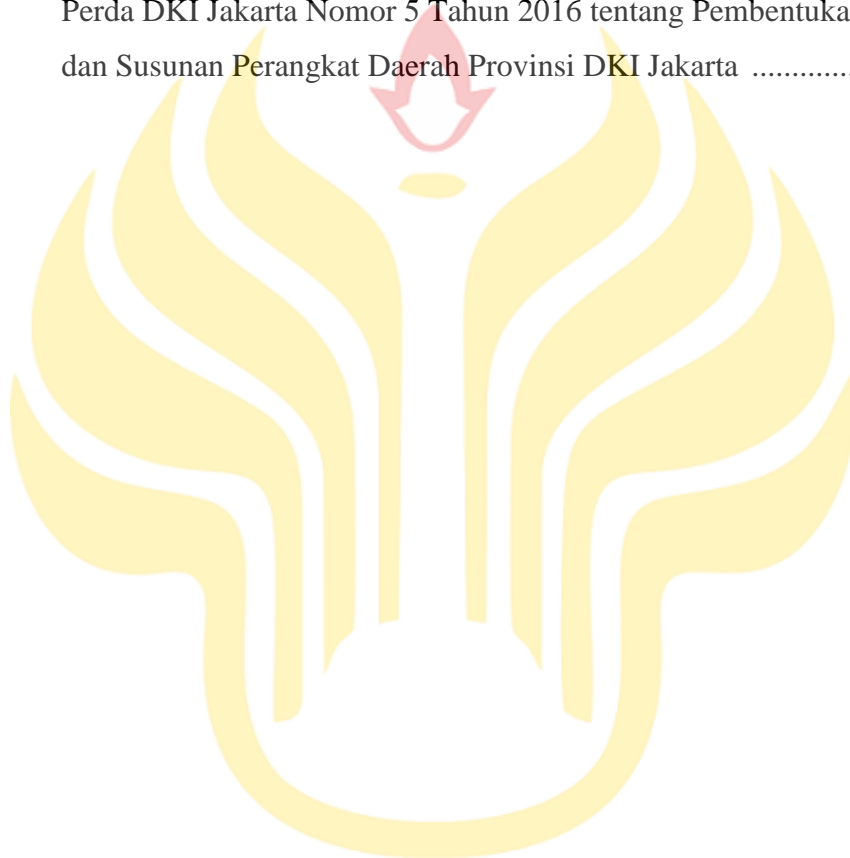 Perda DKI Jakarta Nomor 5 Tahun 2016 tentang Pembentuka
dan Susunan Perangkat Daerah Provinsi DKI Jakarta .............